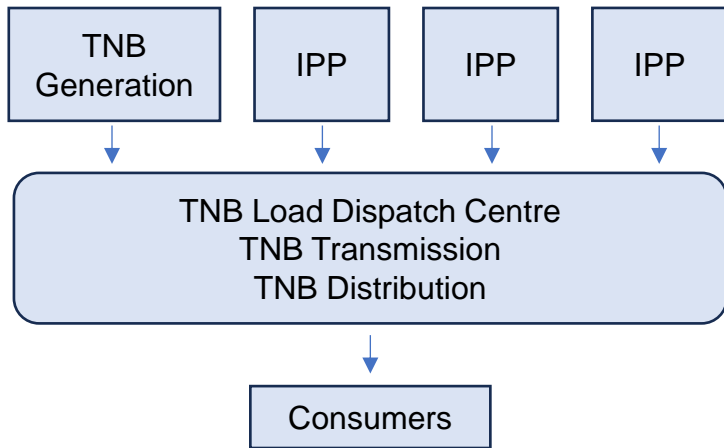 TNB
Generation
IPP
IPP
IPP
TNB Load Dispatch Centre
TNB Transmission
TNB Distribution
Consumers